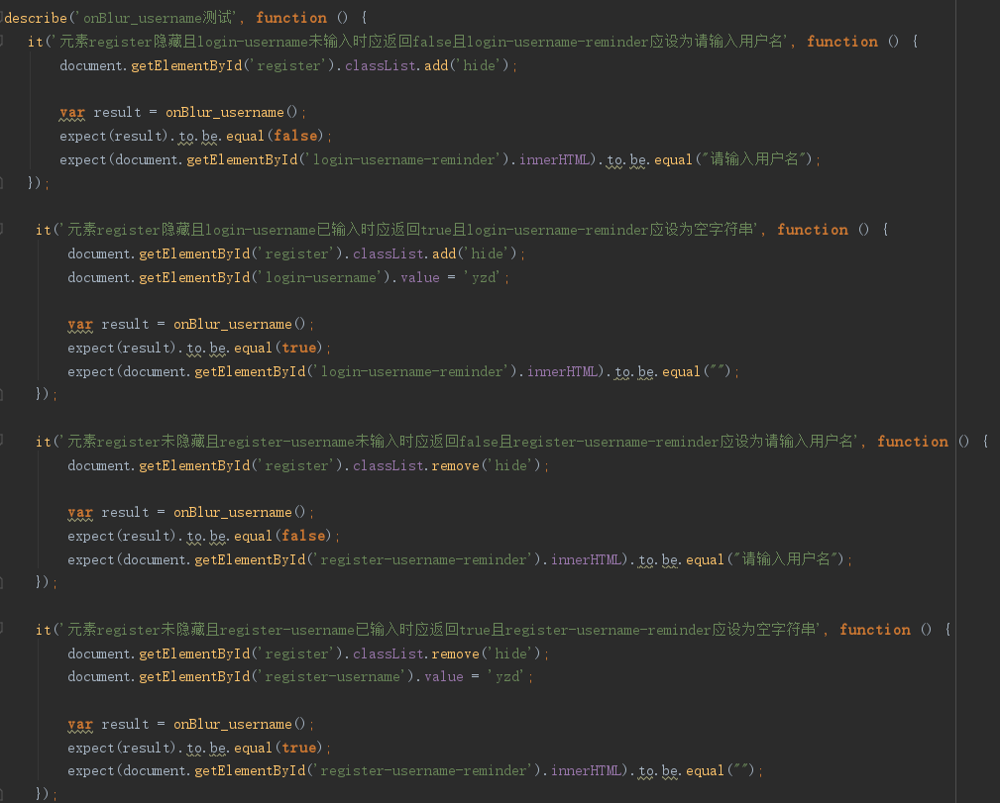 describe('onBlur_username测试', function () {
it('元素register隐藏且login-username未输入时应返回false且login-username-reminder应设为请输入用户名', function () {
document.getElementById('register').classList.add('hide');
var result = onBlur_username();
expect(result).to.be.equal(false);
expect(document.getElementById('login-username-reminder').innerHTML).to.be.equal("请输入用户名");
});
it('元素register隐藏且login-username已输入时应返回true且login-username-reminder应设为空字符串', function () {
document.getElementById('register').classList.add('hide');
document.getElementById('login-username').value = 'yzd';
var result = onBlur_username();
expect(result).to.be.equal(true);
expect(document.getElementById('login-username-reminder').innerHTML).to.be.equal("");
});
it('元素register未隐藏且register-username未输入时应返回false且register-username-reminder应设为请输入用户名', function () {
document.getElementById('register').classList.remove('hide');
var result = onBlur_username();
expect(result).to.be.equal(false);
expect(document.getElementById('register-username-reminder').innerHTML).to.be.equal("请输入用户名");
});
it('元素register未隐藏且register-username已输入时应返回true且register-username-reminder应设为空字符串', function () {
document.getElementById('register').classList.remove('hide');
document.getElementById('register-username').value = 'yzd';
var result = onBlur_username();
expect(result).to.be.equal(true);
expect(document.getElementById('register-username-reminder').innerHTML).to.be.equal("");
});